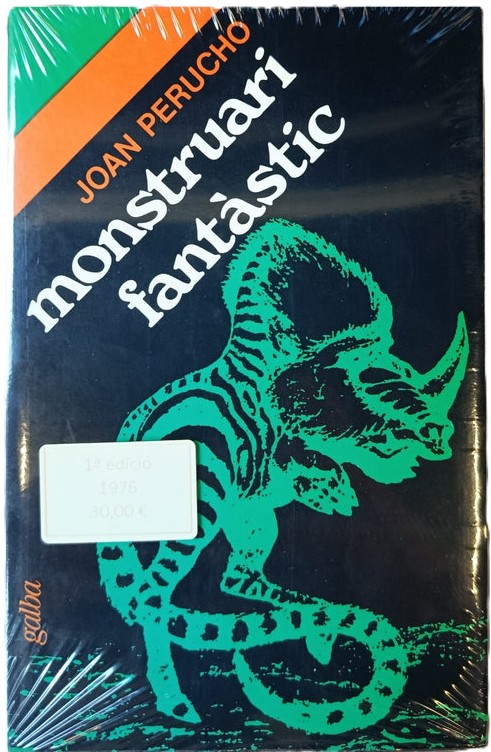 JOAN PERUCHO
monstruari
fantàstic
1ª edició
1976
30,00 €
galba